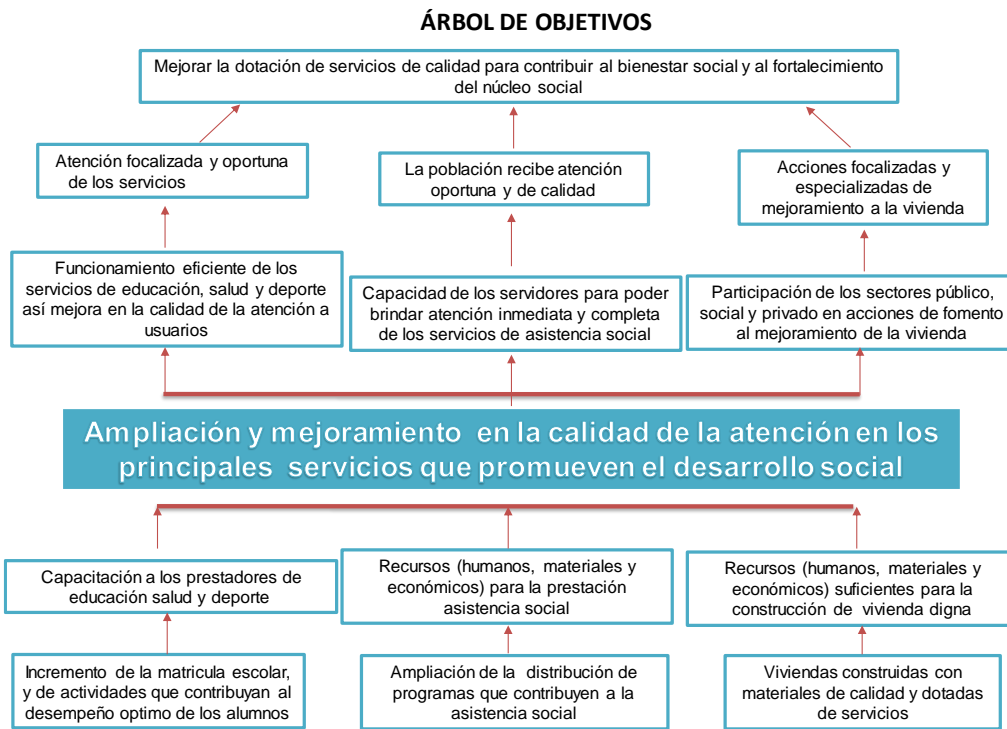 ÁRBOL DE OBJETIVOS
Mejorar la dotación de servicios de calidad para contribuir al bienestar social y al fortalecimiento
del núcleo social
Atención focalizada y oportuna
de los servicios
La población recibe atención
oportuna y de calidad
Acciones focalizadas y
especializadas de
mejoramiento a la vivienda
Funcionamiento eficiente de los
servicios de educación, salud y deporte
así mejora en la calidad de la atención a
usuarios
Capacidad de los servidores para poder
brindar atención inmediata y completa
de los servicios de asistencia social
Participación de los sectores público,
social y privado en acciones de fomento
al mejoramiento de la vivienda
Ampliación y mejoramiento en la calidad de la atención en los
principales servicios que promueven el desarrollo social
Capacitación a los prestadores de
educación salud y deporte
Recursos (humanos, materiales y
económicos) para la prestación
asistencia social
Recursos (humanos, materiales y
económicos) suficientes para la
construcción de vivienda digna
Incremento de la matricula escolar,
y de actividades que contribuyan al
desempeño optimo de los alumnos
Ampliación de la distribución de
programas que contribuyen a la
asistencia social
Viviendas construidas con
materiales de calidad y dotadas
de servicios